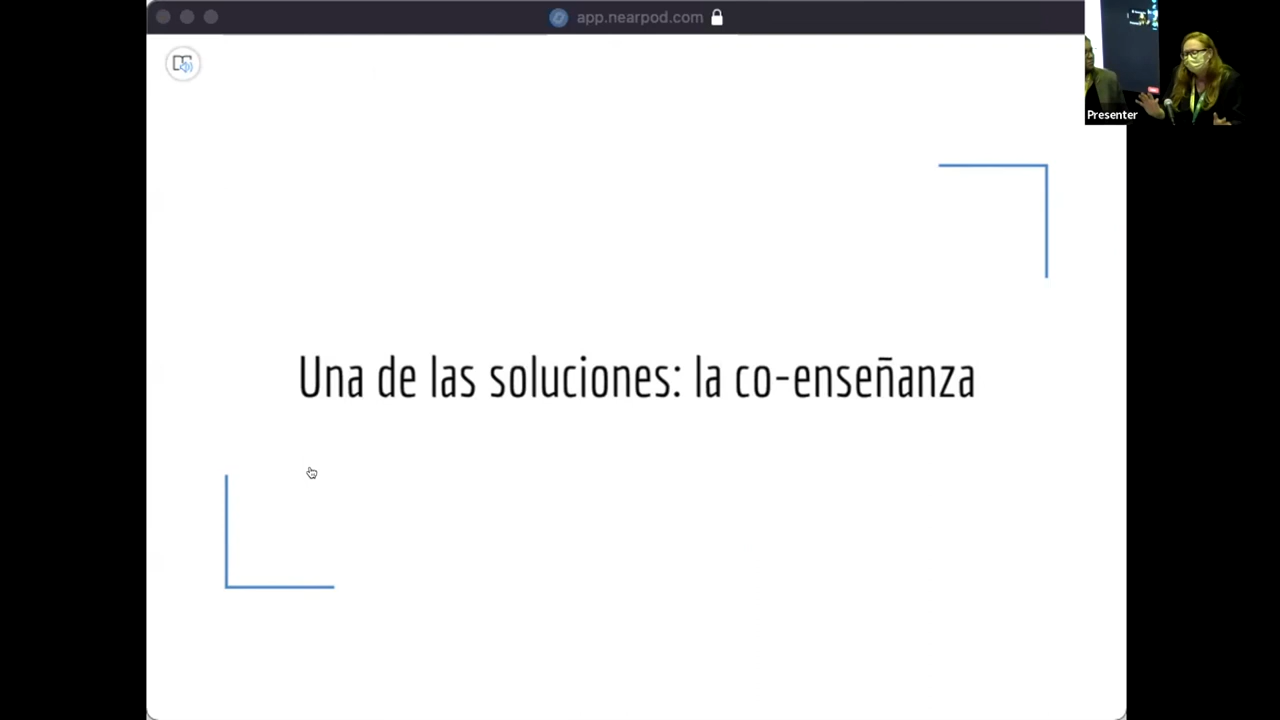 app.nearpod.com
Presenter
Una de las soluciones: la co-enseñanza